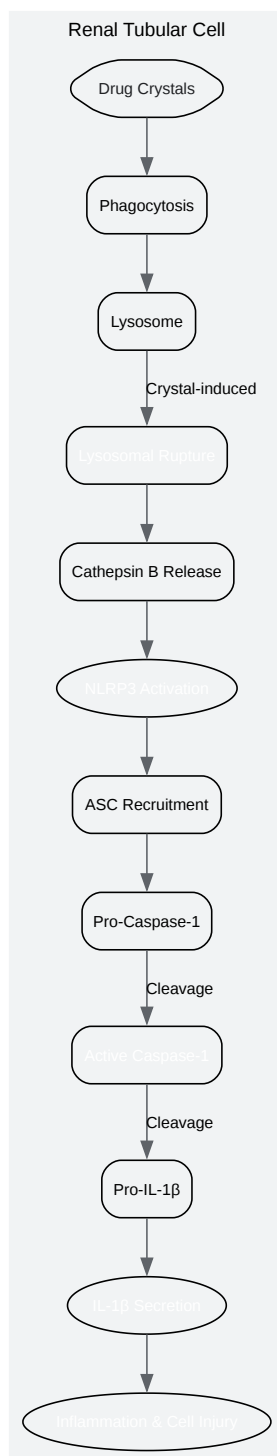 Renal Tubular Cell
Drug Crystals
Phagocytosis
Lysosome
Crystal-induced
Lysosomal Rupture
Cathepsin B Release
NLRP3 Activation
ASC Recruitment
Pro-Caspase-1
Cleavage
Active Caspase-1
Cleavage
Pro-IL-1β
IL-1β Secretion
Inflammation & Cell Injury